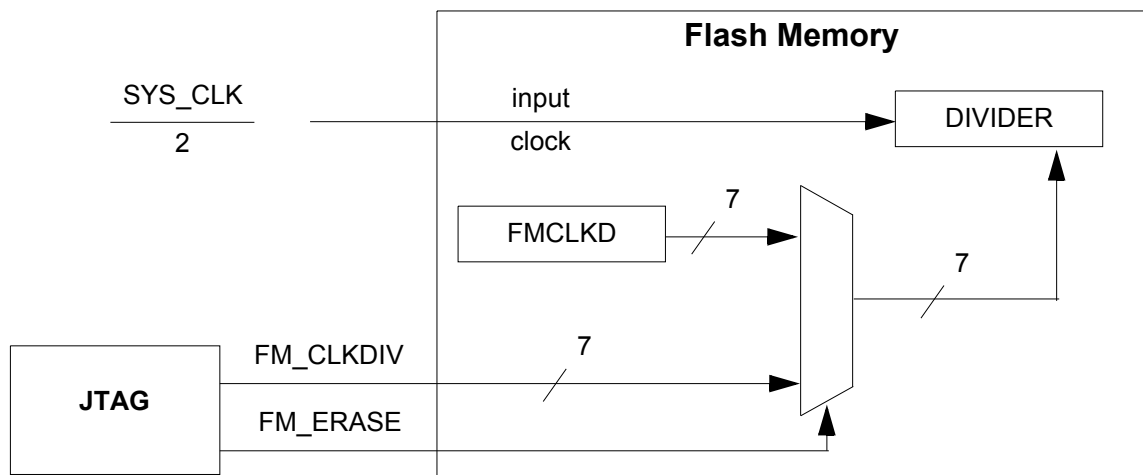 Flash Memory
SYS_CLK
2
input
clock
DIVIDER
FMCLKD
7
7
7
JTAG
FM_CLKDIV
FM_ERASE